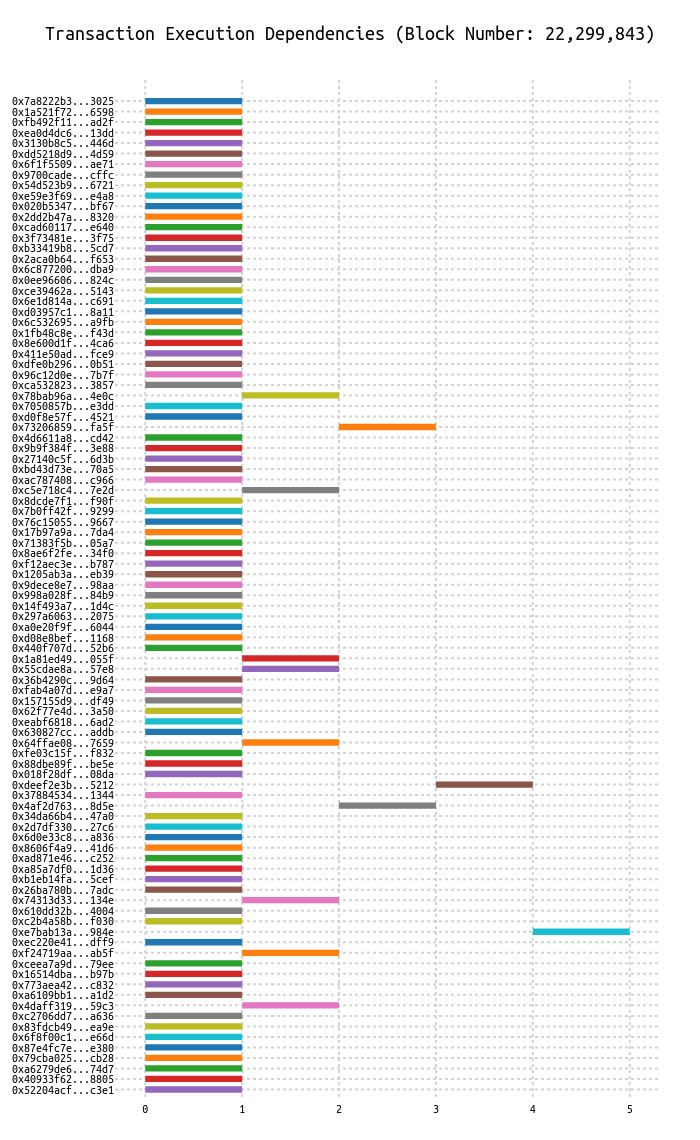 Transaction Execution Dependencies (Block Number: 22,299,843)
0x7a8222b3...3025
0x1a521f72...6598
0xfb492f11...ad2f
0xea0d4dc6...13dd
0x3130b8c5...446d
0xdd5218d9...4d59
0x6f1f5509...ae71
0x9700cade...cffc
0x54d523b9...6721
0xe59e3f69...e4a8
0x020b5347...bf67
0x2dd2b47a...8320
0xcad60117...e640
0x3f73481e...3f75
0xb33419b8...5cd7
0x2aca0b64...f653
0x6c877200...dba9
0x0ee96606...824c
0xce39462a...5143
0x6e1d814a...c691
0xd03957c1...8a11
0x6c532695...a9fb
0x1fb48c8e...f43d
0x8e600d1f...4ca6
0x411e50ad...fce9
0xdfe0b296...0b51
0x96c12d0e...7b7f
0xca532823...3857
0x78bab96a...4e0c
0x7050857b...e3dd
0xd0f8e57f...4521
0x73206859...fa5f
0x4d6611a8...cd42
0x9b9f384f...3e88
0x27140c5f...6d3b
0xbd43d73e...70a5
0xac787408...c966
0xc5e718c4...7e2d
0x8dcde7f1...f90f
0x7b0ff42f...9299
0x76c15055...9667
0x17b97a9a...7da4
0x71383f5b...05a7
0x8ae6f2fe...34f0
0xf12aec3e...b787
0x1205ab3a...eb39
0x9dece8e7...98aa
0x998a028f...84b9
0x14f493a7...1d4c
0x297a6063...2075
0xa0e20f9f...6044
0xd08e8bef...1168
0x440f707d...52b6
0x1a81ed49...055f
0x55cdae8a...57e8
0x36b4290c...9d64
0xfab4a07d...e9a7
0x157155d9...df49
0x62f77e4d...3a50
0xeabf6818...6ad2
0x630827cc...addb
0x64ffae08...7659
0xfe03c15f...f832
0x88dbe89f...be5e
0x018f28df...08da
0xdeef2e3b...5212
0x37884534...1344
0x4af2d763...8d5e
0x34da66b4...47a0
0x2d7df330...27c6
0x6d0e33c8...a836
0x8606f4a9...41d6
0xad871e46...c252
0xa85a7df0...1d36
0xb1eb14fa...5cef
0x26ba780b...7adc
0x74313d33...134e
0x610dd32b...4004
0xc2b4a58b...f030
0xe7bab13a...984e
0xec220e41...dff9
0xf24719aa...ab5f
0xceea7a9d...79ee
0x16514dba...b97b
0x773aea42...c832
0xa6109bb1...a1d2
0x4daff319...59c3
0xc2706dd7...a636
0x83fdcb49...ea9e
0x6f8f00c1...e66d
0x87e4fc7e...e380
0x79cba025...cb28
0xa6279de6...74d7
0x40933f62...8805
0x52204acf...c3e1
0 1 2 3 4 5